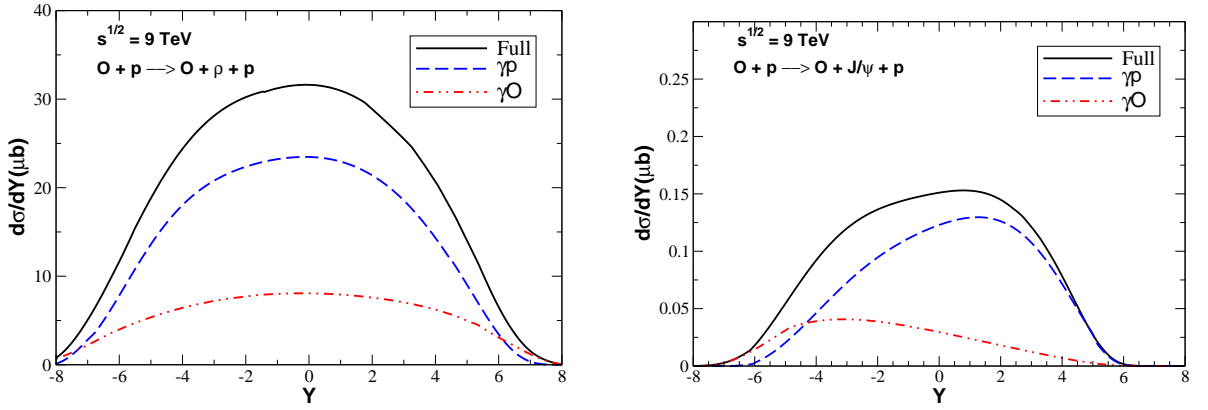 s^1/2 = 9 TeV
O + p —> O + ρ + p
Full
γp
γO
40
30
20
10
0
dσ/dY(μb)
-8 -6 -4 -2 0 2 4 6 8
Y
s^1/2 = 9 TeV
O + p —> O + J/ψ + p
Full
γp
γO
0.25
0.2
0.15
0.1
0.05
0
dσ/dY(μb)
-8 -6 -4 -2 0 2 4 6 8
Y